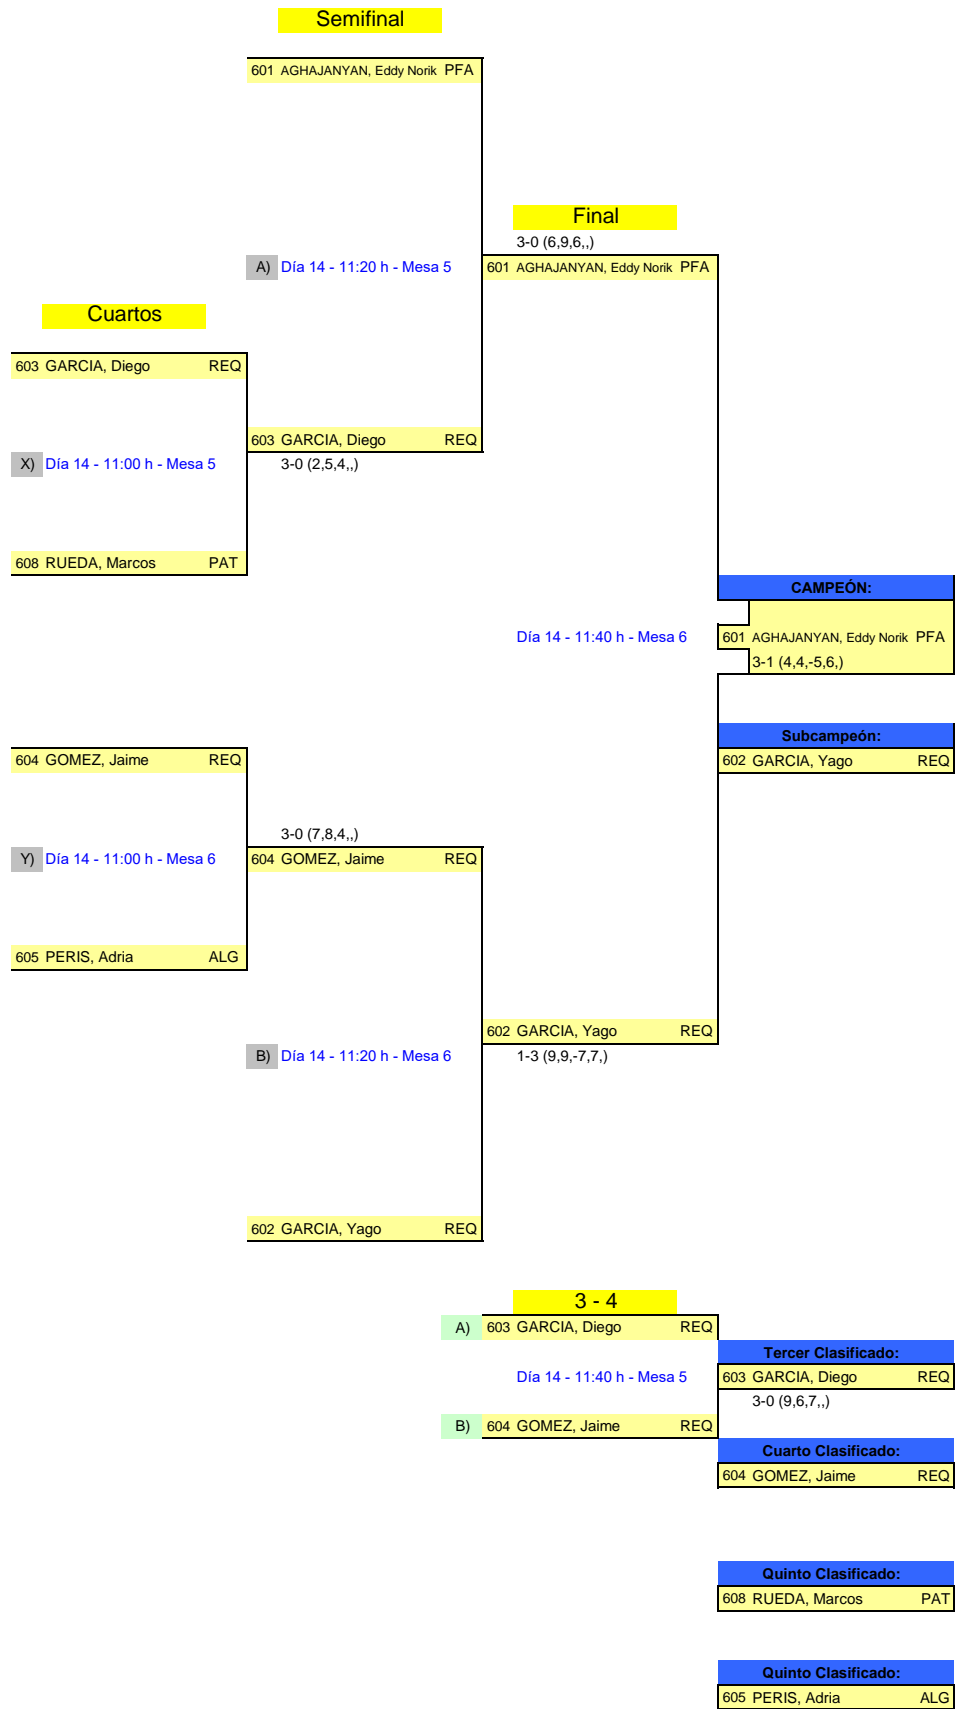 Semifinal
601 AGHAJANYAN, Eddy Norik PFA
Final
3-0 (6,9,6,,)
A) Día 14 - 11:20 h - Mesa 5
601 AGHAJANYAN, Eddy Norik PFA
Cuartos
603 GARCIA, Diego REQ
603 GARCIA, Diego REQ
X) Día 14 - 11:00 h - Mesa 5
3-0 (2,5,4,,)
608 RUEDA, Marcos PAT
CAMPEÓN:
Día 14 - 11:40 h - Mesa 6
601 AGHAJANYAN, Eddy Norik PFA
3-1 (4,4,-5,6,)
Subcampeón:
604 GOMEZ, Jaime REQ
602 GARCIA, Yago REQ
3-0 (7,8,4,,)
Y) Día 14 - 11:00 h - Mesa 6
604 GOMEZ, Jaime REQ
605 PERIS, Adria ALG
602 GARCIA, Yago REQ
B) Día 14 - 11:20 h - Mesa 6
1-3 (9,9,-7,7,)
602 GARCIA, Yago REQ
3 - 4
A) 603 GARCIA, Diego REQ
Tercer Clasificado:
Día 14 - 11:40 h - Mesa 5
603 GARCIA, Diego REQ
3-0 (9,6,7,,)
B) 604 GOMEZ, Jaime REQ
Cuarto Clasificado:
604 GOMEZ, Jaime REQ
Quinto Clasificado:
608 RUEDA, Marcos PAT
Quinto Clasificado:
605 PERIS, Adria ALG